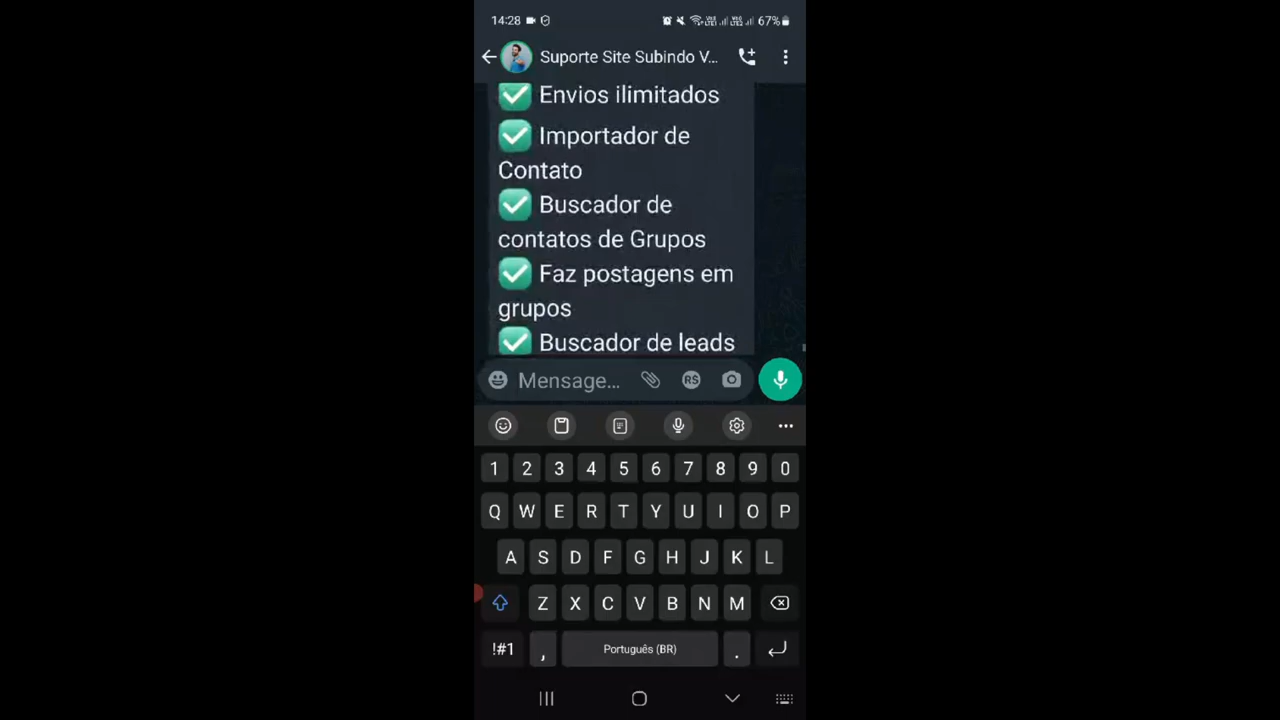 14:28 67%
Suporte Site Subindo V...
✅ Envios ilimitados
✅ Importador de
Contato
✅ Buscador de
contatos de Grupos
✅ Faz postagens em
grupos
✅ Buscador de leads
Mensage... R$
1 2 3 4 5 6 7 8 9 0
Q W E R T Y U I O P
A S D F G H J K L
Z X C V B N M
!#1 , Português (BR) .